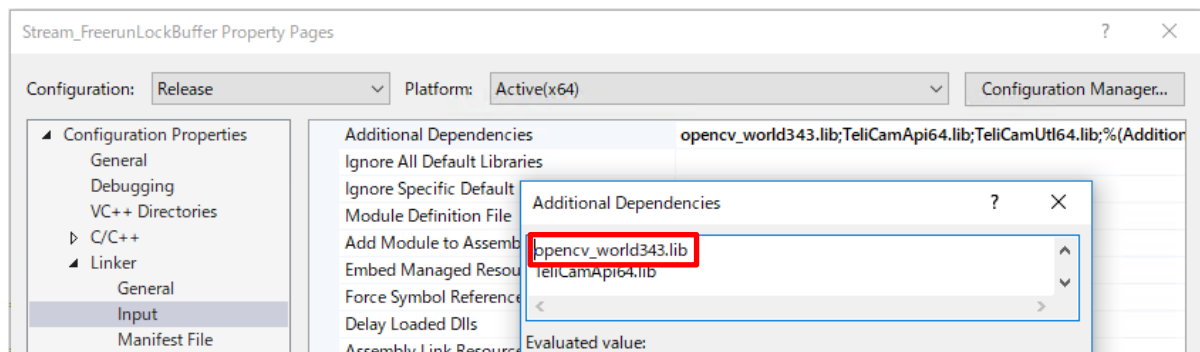 Stream_FreerunLockBuffer Property Pages ?
Configuration: Release Platform: Active(x64) Configuration Manager...
Configuration Properties
General
Debugging
VC++ Directories
C/C++
Linker
General
Input
Manifest File
Additional Dependencies opencv_world343.lib;TeliCamApi64.lib;TeliCamUtl64.lib;%(Addition
Ignore All Default Libraries
Ignore Specific Default
Module Definition File
Add Module to Assemb
Embed Managed Resou
Force Symbol Reference
Delay Loaded Dlls
Assembly Link Resource
Additional Dependencies ?
opencv_world343.lib
TeliCamApi64.lib
Evaluated value: